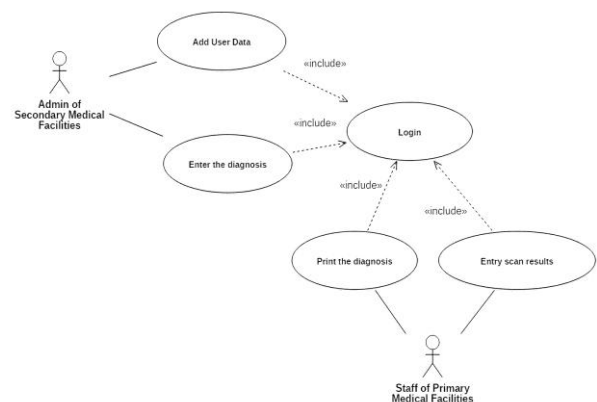 Add User Data
«include»
Admin of
Secondary Medical
Facilities
«include»
Login
Enter the diagnosis
«include»
«include»
Print the diagnosis
Entry scan results
Staff of Primary
Medical Facilities